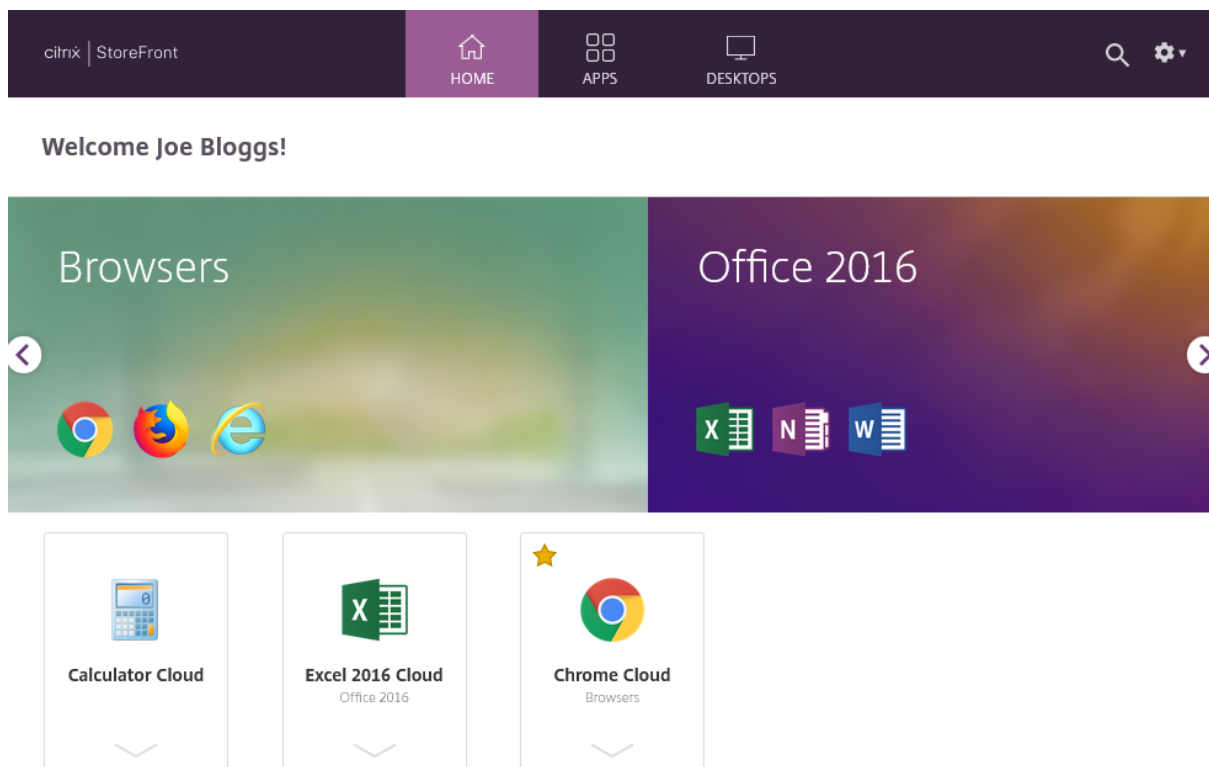 citrix | StoreFront
HOME
APPS
DESKTOPS
Welcome Joe Bloggs!
Browsers
Office 2016
X
N
W
0
X
Calculator Cloud
Excel 2016 Cloud
Office 2016
Chrome Cloud
Browsers